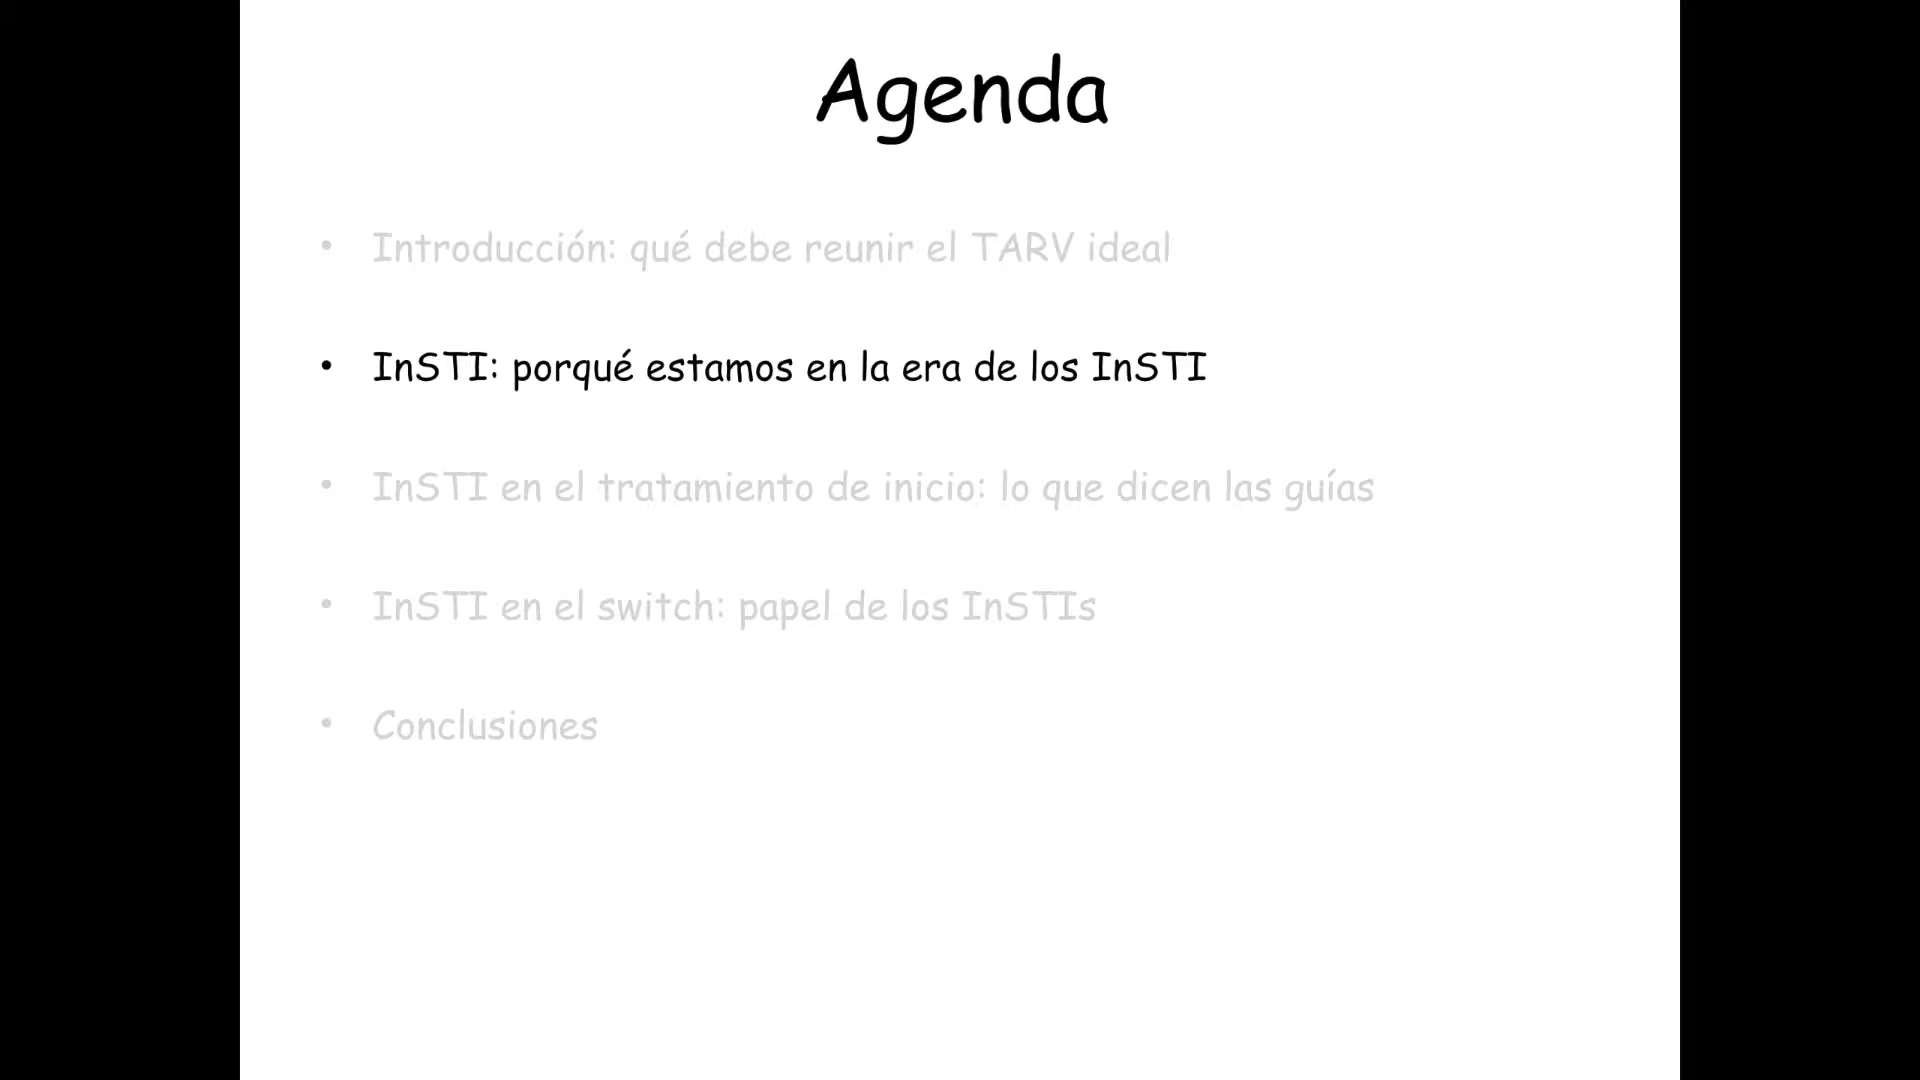 Agenda
• Introducción: qué debe reunir el TARV ideal
• InSTI: porqué estamos en la era de los InSTI
• InSTI en el tratamiento de inicio: lo que dicen las guías
• InSTI en el switch: papel de los InSTIs
• Conclusiones